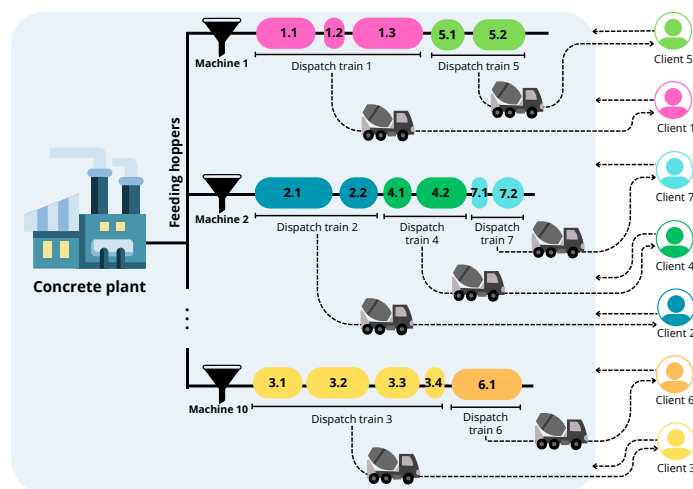 Feeding hoppers
Concrete plant
Machine 1
1.1
1.2
1.3
5.1
5.2
Dispatch train 1
Dispatch train 5
Client 5
Client 1
Machine 2
2.1
2.2
4.1
4.2
7.1
7.2
Dispatch train 2
Dispatch
train 4
Dispatch
train 7
Client 7
Client 4
Client 2
Machine 10
3.1
3.2
3.3
3.4
6.1
Dispatch train 3
Dispatch
train 6
Client 6
Client 3